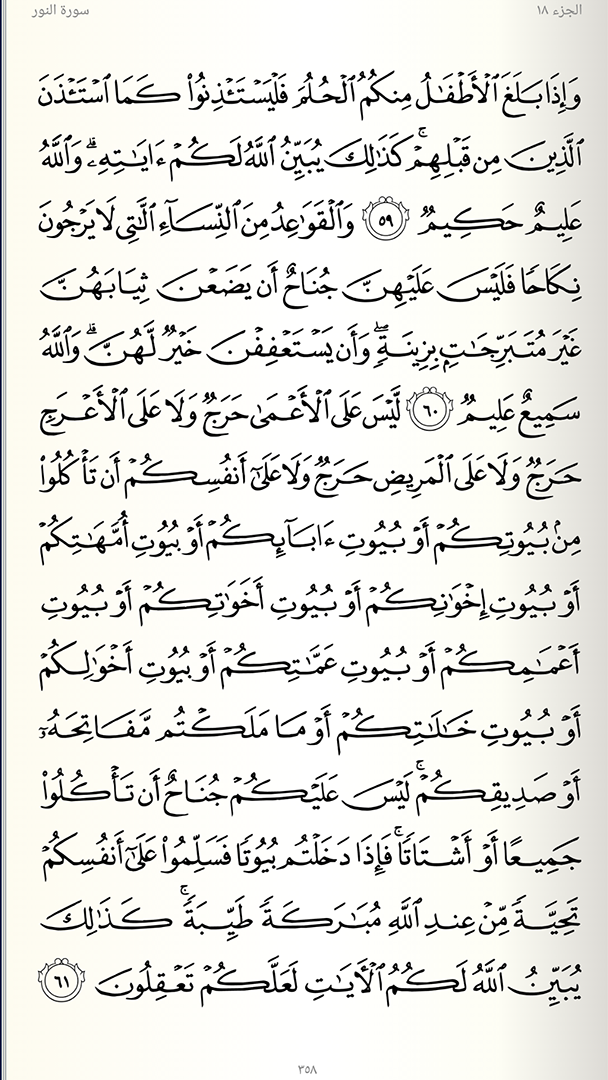 الجزء ١٨
سورة النور
وَإِذَا بَلَغَ ٱلْأَطْفَـٰلُ مِنكُمُ ٱلْحُلُمَ فَلْيَسْتَـْٔذِنُوا۟ كَمَا ٱسْتَـْٔذَنَ
ٱلَّذِينَ مِن قَبْلِهِمْ ۚ كَذَٰلِكَ يُبَيِّنُ ٱللَّهُ لَكُمْ ءَايَـٰتِهِۦ ۗ وَٱللَّهُ
عَلِيمٌ حَكِيمٌ ٥٩ وَٱلْقَوَٰعِدُ مِنَ ٱلنِّسَآءِ ٱلَّـٰتِى لَا يَرْجُونَ
نِكَاحًا فَلَيْسَ عَلَيْهِنَّ جُنَاحٌ أَن يَضَعْنَ ثِيَابَهُنَّ
غَيْرَ مُتَبَرِّجَـٰتٍۭ بِزِينَةٍ ۖ وَأَن يَسْتَعْفِفْنَ خَيْرٌ لَّهُنَّ ۗ وَٱللَّهُ
سَمِيعٌ عَلِيمٌ ٦٠ لَّيْسَ عَلَى ٱلْأَعْمَىٰ حَرَجٌ وَلَا عَلَى ٱلْأَعْرَجِ
حَرَجٌ وَلَا عَلَى ٱلْمَرِيضِ حَرَجٌ وَلَا عَلَىٰٓ أَنفُسِكُمْ أَن تَأْكُلُوا۟
مِنۢ بُيُوتِكُمْ أَوْ بُيُوتِ ءَابَآئِكُمْ أَوْ بُيُوتِ أُمَّهَـٰتِكُمْ
أَوْ بُيُوتِ إِخْوَٰنِكُمْ أَوْ بُيُوتِ أَخَوَٰتِكُمْ أَوْ بُيُوتِ
أَعْمَـٰمِكُمْ أَوْ بُيُوتِ عَمَّـٰتِكُمْ أَوْ بُيُوتِ أَخْوَٰلِكُمْ
أَوْ بُيُوتِ خَـٰلَـٰتِكُمْ أَوْ مَا مَلَكْتُم مَّفَاتِحَهُۥٓ
أَوْ صَدِيقِكُمْ ۚ لَيْسَ عَلَيْكُمْ جُنَاحٌ أَن تَأْكُلُوا۟
جَمِيعًا أَوْ أَشْتَاتًا ۚ فَإِذَا دَخَلْتُم بُيُوتًا فَسَلِّمُوا۟ عَلَىٰٓ أَنفُسِكُمْ
تَحِيَّةً مِّنْ عِندِ ٱللَّهِ مُبَـٰرَكَةً طَيِّبَةً ۚ كَذَٰلِكَ
يُبَيِّنُ ٱللَّهُ لَكُمُ ٱلْـَٔايَـٰتِ لَعَلَّكُمْ تَعْقِلُونَ ٦١
٣٥٨